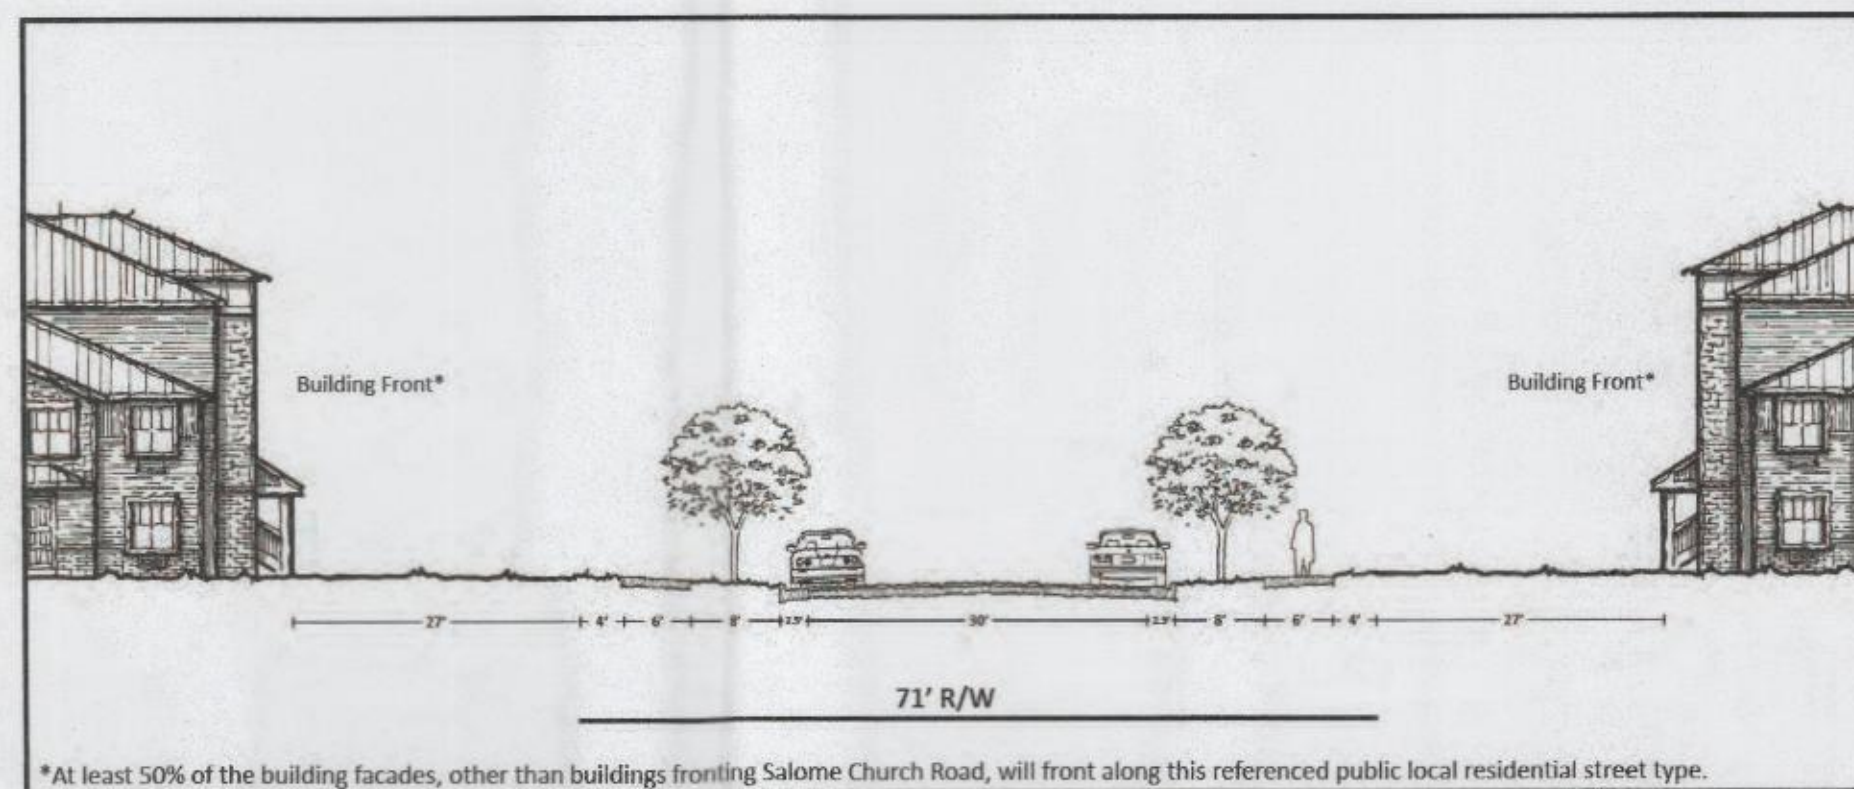 Building Front*
Building Front*
27' 4' 6' 8' 2.5' 30' 2.5' 8' 6' 4' 27'
71' R/W
*At least 50% of the building facades, other than buildings fronting Salome Church Road, will front along this referenced public local residential street type.